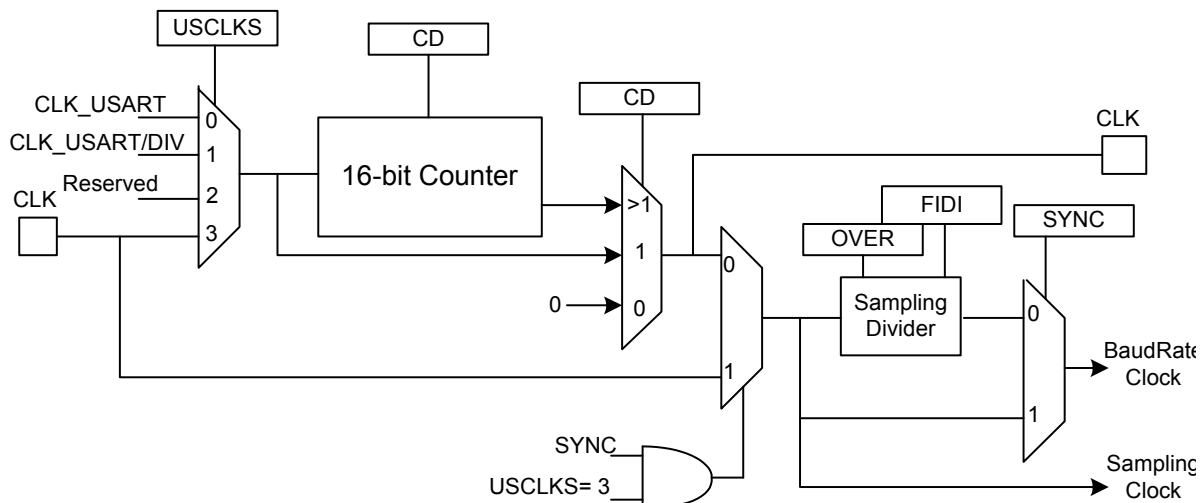 USCLKS
CD
CLK_USART
0
CLK_USART/DIV
1
Reserved
2
CLK
3
16-bit Counter
CD
>1
1
0
0
CLK
FIDI
OVER
SYNC
0
1
Sampling
Divider
0
1
BaudRate
Clock
SYNC
USCLKS= 3
Sampling
Clock